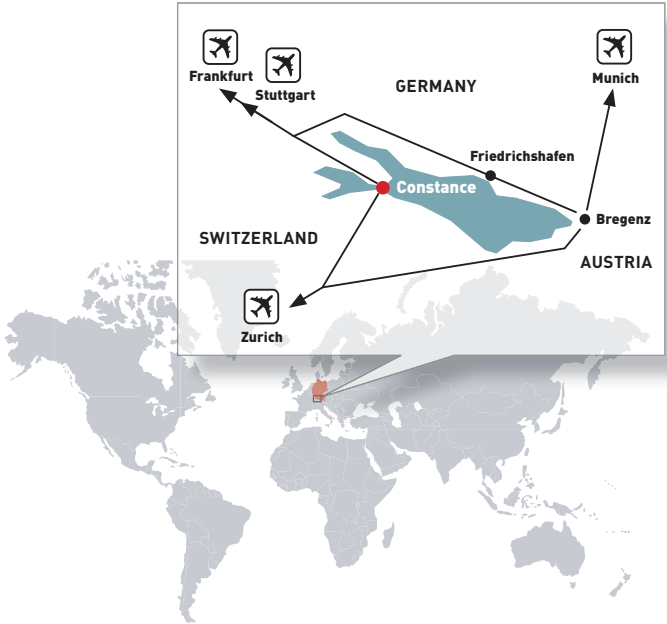 Frankfurt
Stuttgart
Munich
GERMANY
Friedrichshafen
Constance
Bregenz
SWITZERLAND
AUSTRIA
Zurich